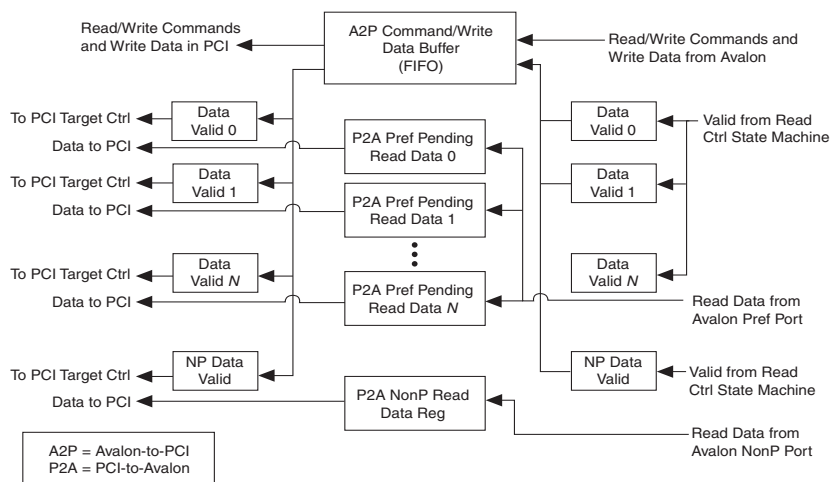 Read/Write Commands
and Write Data in PCI
A2P Command/Write
Data Buffer
(FIFO)
Read/Write Commands and
Write Data from Avalon
To PCI Target Ctrl
Data
Valid 0
Data to PCI
P2A Pref Pending
Read Data 0
Data
Valid 0
Valid from Read
Ctrl State Machine
To PCI Target Ctrl
Data
Valid 1
Data to PCI
P2A Pref Pending
Read Data 1
Data
Valid 1
To PCI Target Ctrl
Data
Valid N
Data to PCI
P2A Pref Pending
Read Data N
Data
Valid N
Read Data from
Avalon Pref Port
To PCI Target Ctrl
NP Data
Valid
Data to PCI
P2A NonP Read
Data Reg
NP Data
Valid
Valid from Read
Ctrl State Machine
Read Data from
Avalon NonP Port
A2P = Avalon-to-PCI
P2A = PCI-to-Avalon